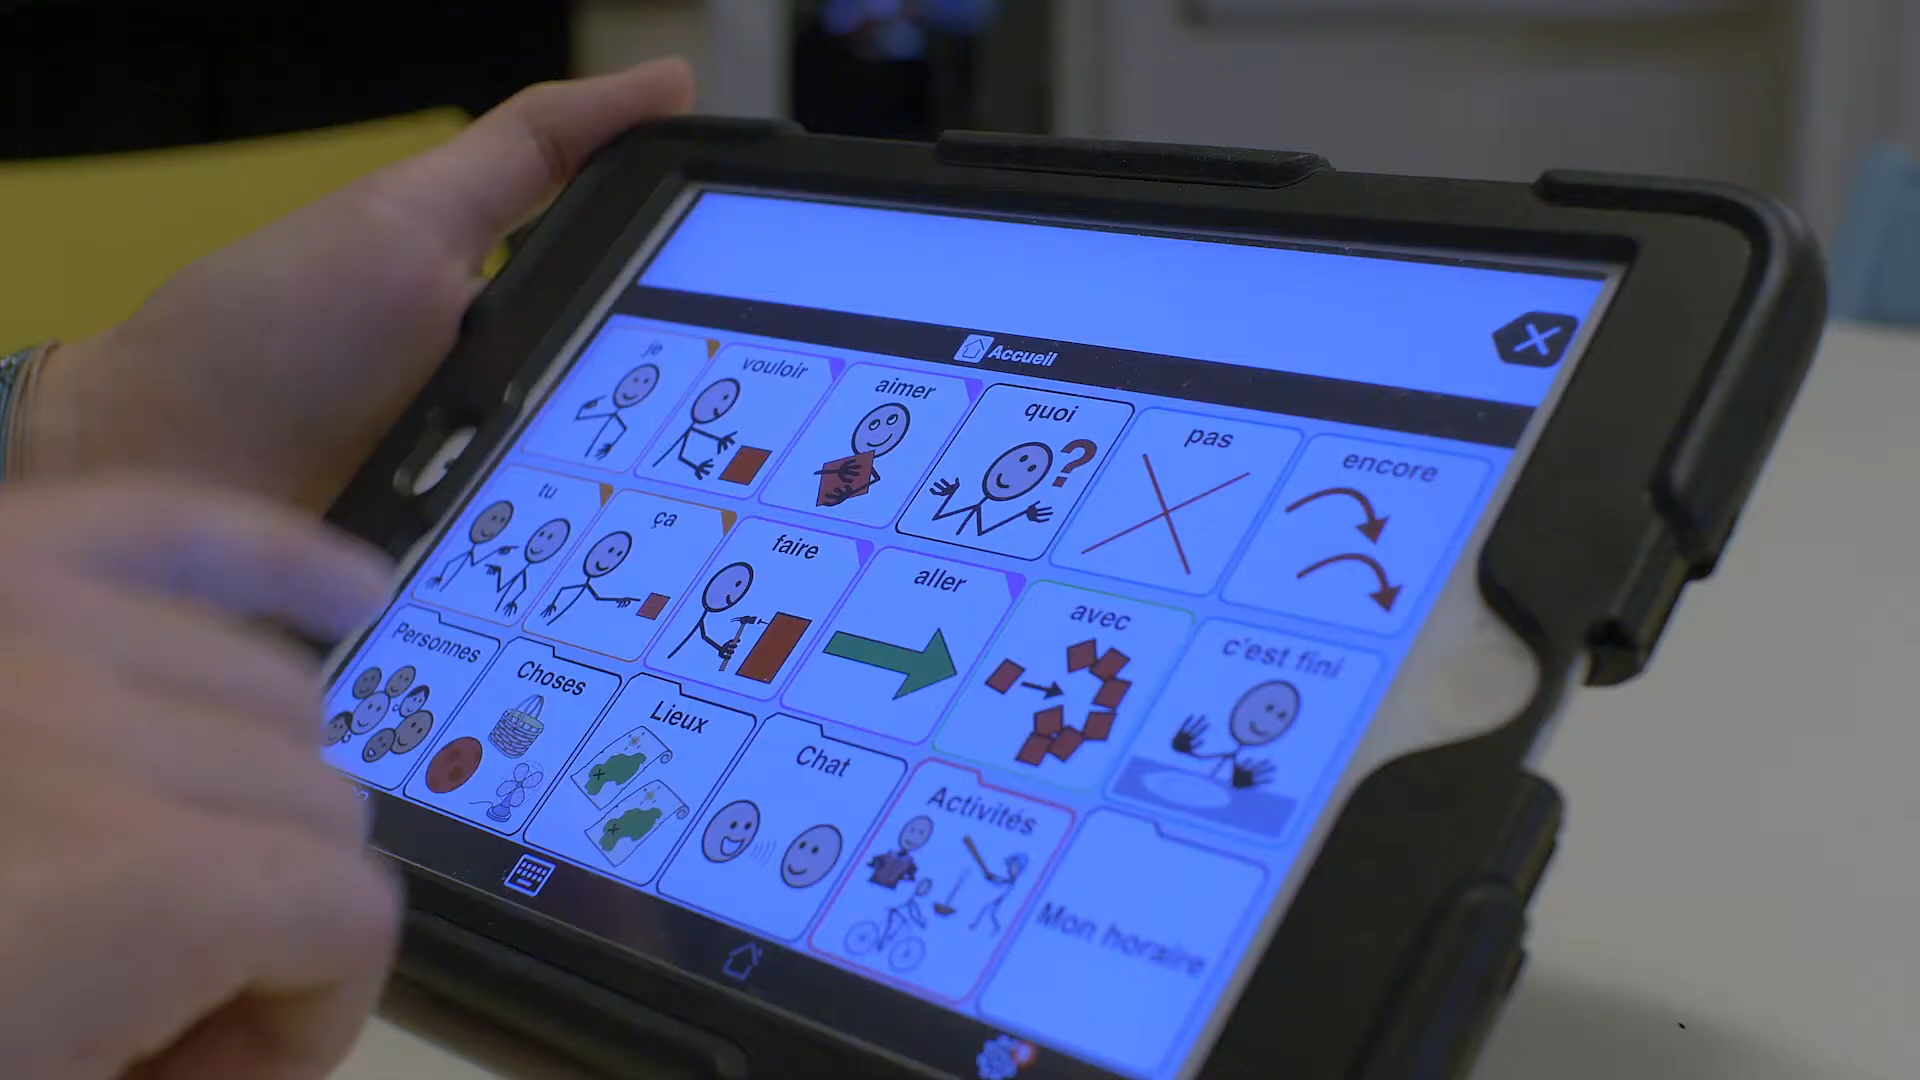 Accueil
je
vouloir
aimer
quoi
?
pas
encore
tu
ça
faire
aller
avec
c'est fini
Personnes
Choses
Lieux
Chat
Activités
Mon horaire